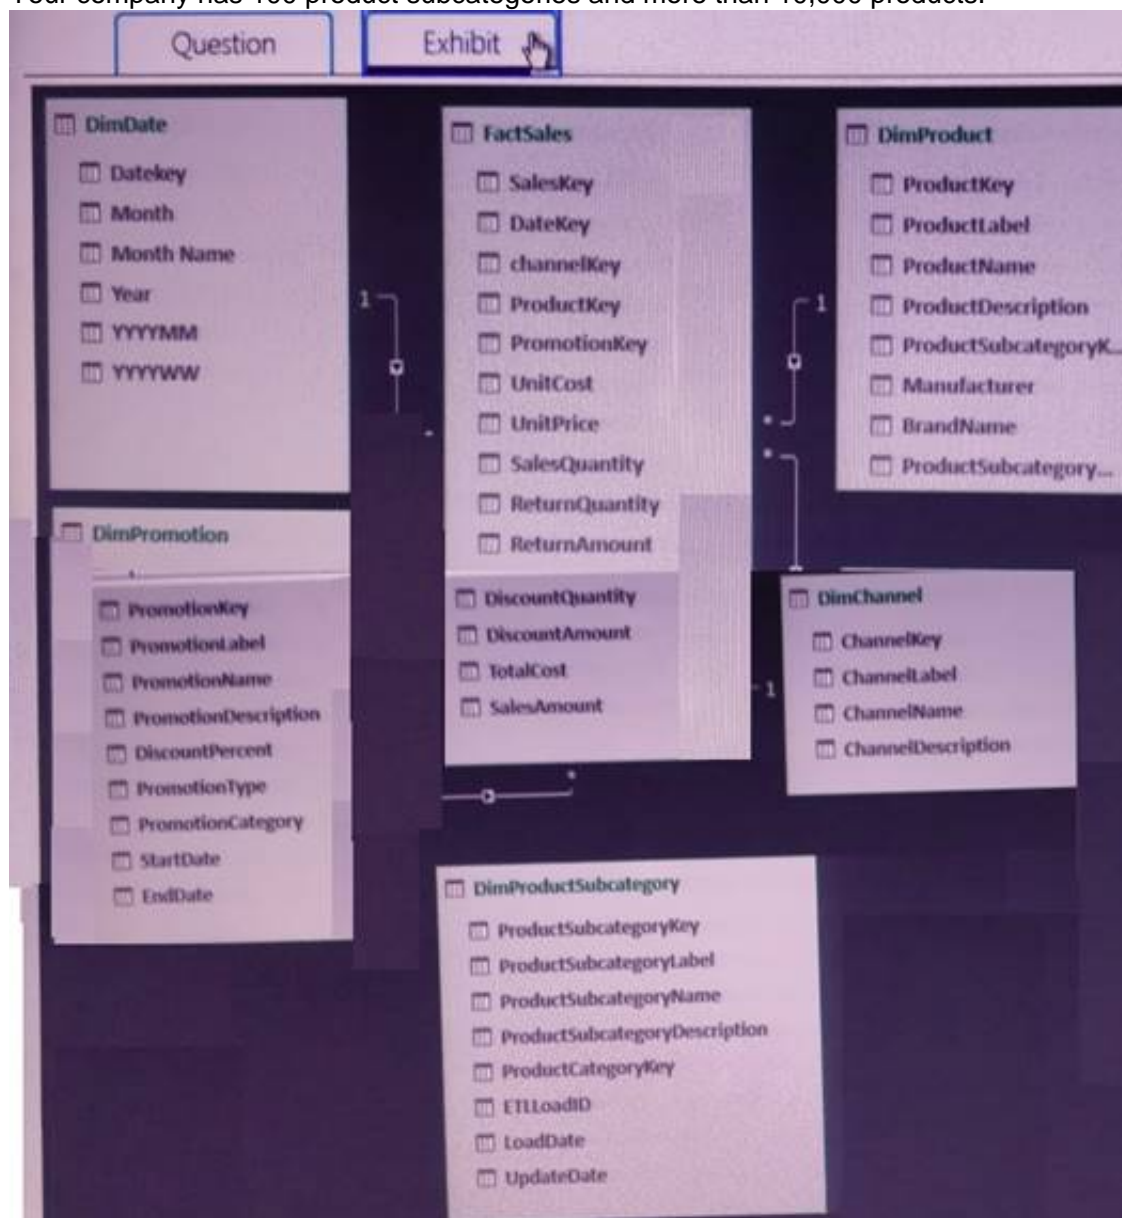 Your company has 100 product subcategories and more than 10,000 products.
Question
Exhibit
DimDate
Datekey
Month
Month Name
Year
YYYYMM
YYYYWW
1
FactSales
SalesKey
DateKey
channelKey
ProductKey
PromotionKey
UnitCost
UnitPrice
SalesQuantity
ReturnQuantity
ReturnAmount
DiscountQuantity
DiscountAmount
TotalCost
SalesAmount
1
*
*
DimProduct
ProductKey
ProductLabel
ProductName
ProductDescription
ProductSubcategoryK...
Manufacturer
BrandName
ProductSubcategory...
DimPromotion
PromotionKey
PromotionLabel
PromotionName
PromotionDescription
DiscountPercent
PromotionType
PromotionCategory
StartDate
EndDate
1
*
DimChannel
ChannelKey
ChannelLabel
ChannelName
ChannelDescription
DimProductSubcategory
ProductSubcategoryKey
ProductSubcategoryLabel
ProductSubcategoryName
ProductSubcategoryDescription
ProductCategoryKey
ETLLoadID
LoadDate
UpdateDate